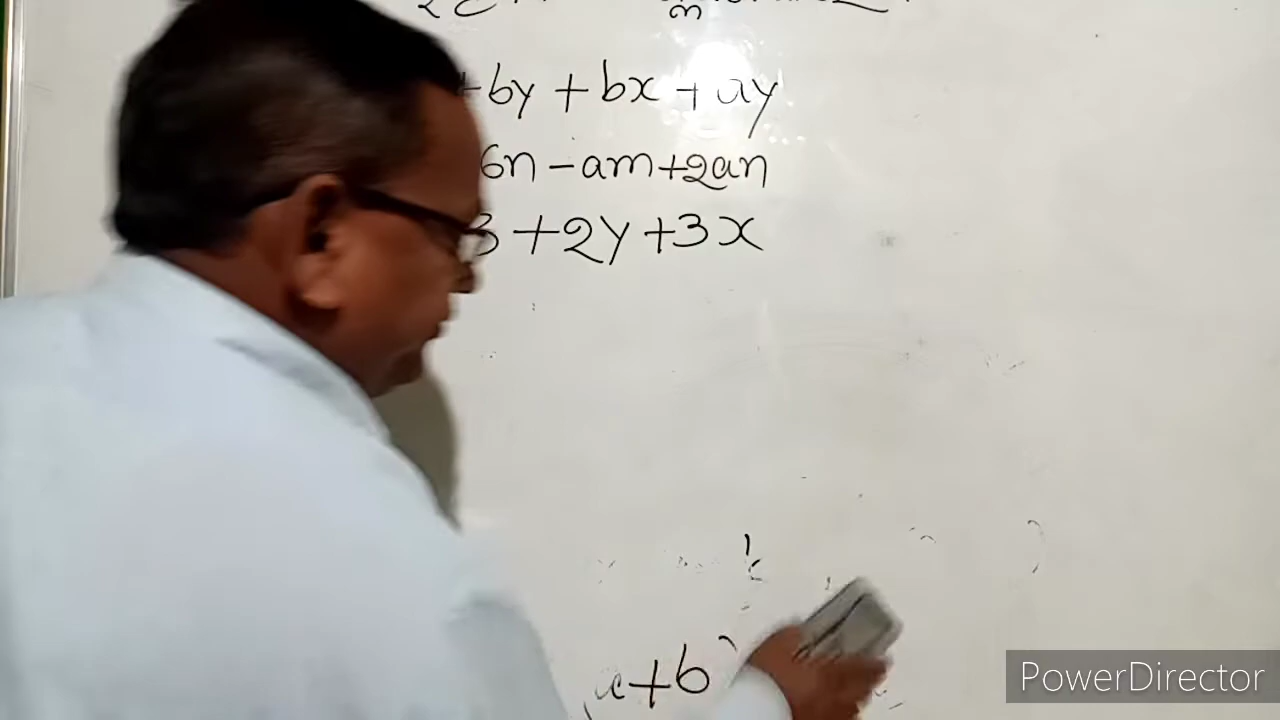 + by + bx + ay
6n - am + 2an
3 + 2y + 3x
x + b
PowerDirector